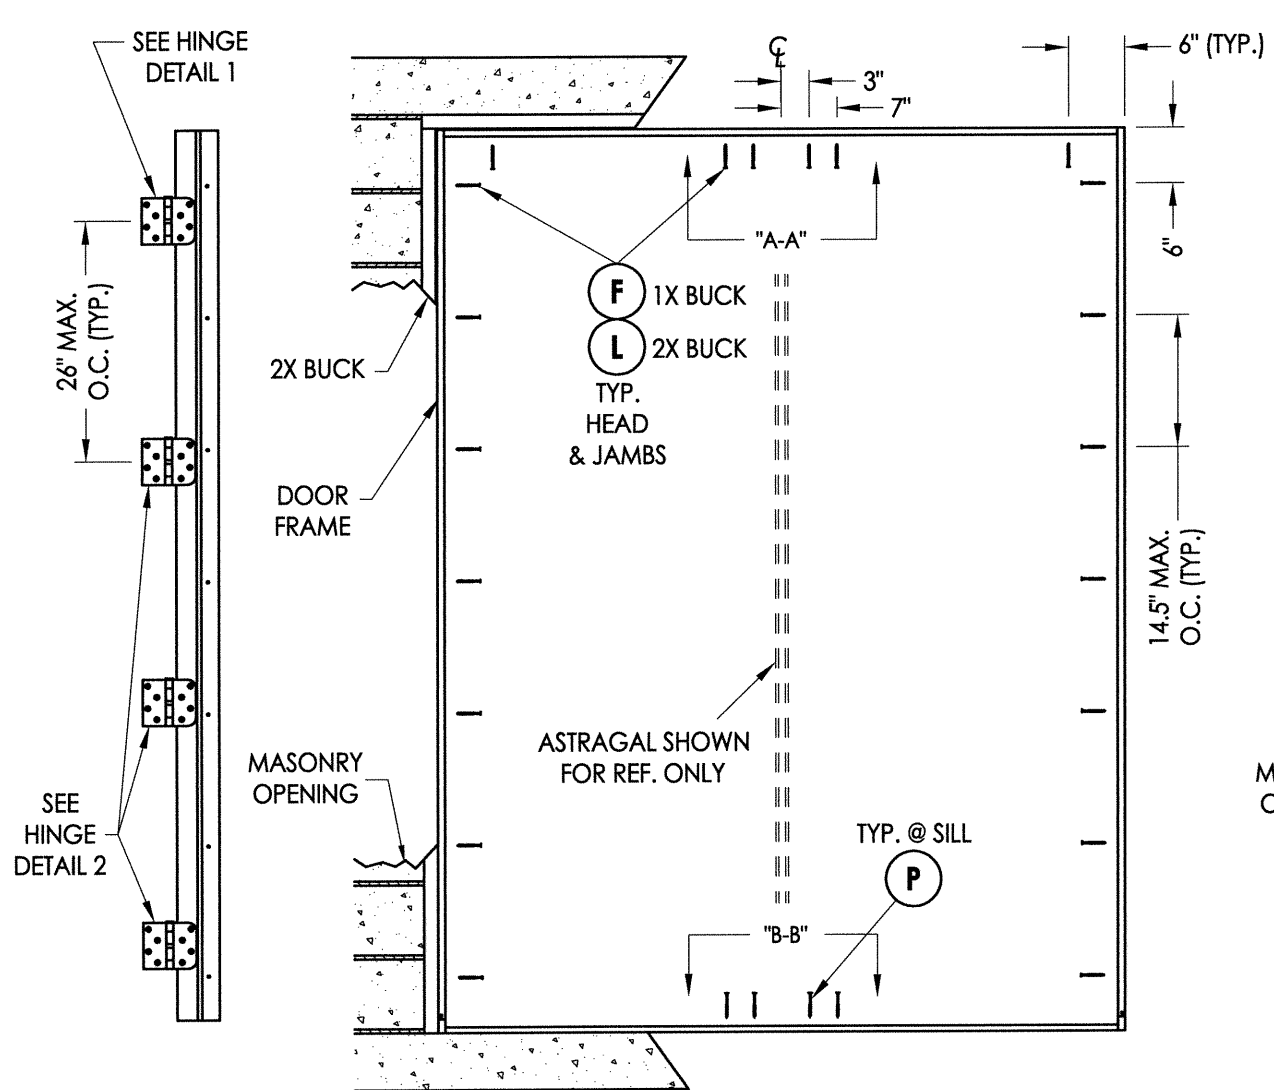 SEE HINGE
DETAIL 1
℄
3"
7"
6" (TYP.)
"A-A"
6"
F
1X BUCK
L
2X BUCK
TYP.
HEAD
& JAMBS
26" MAX.
O.C. (TYP.)
2X BUCK
DOOR
FRAME
14.5" MAX.
O.C. (TYP.)
ASTRAGAL SHOWN
FOR REF. ONLY
MASONRY
OPENING
SEE
HINGE
DETAIL 2
TYP. @ SILL
P
"B-B"